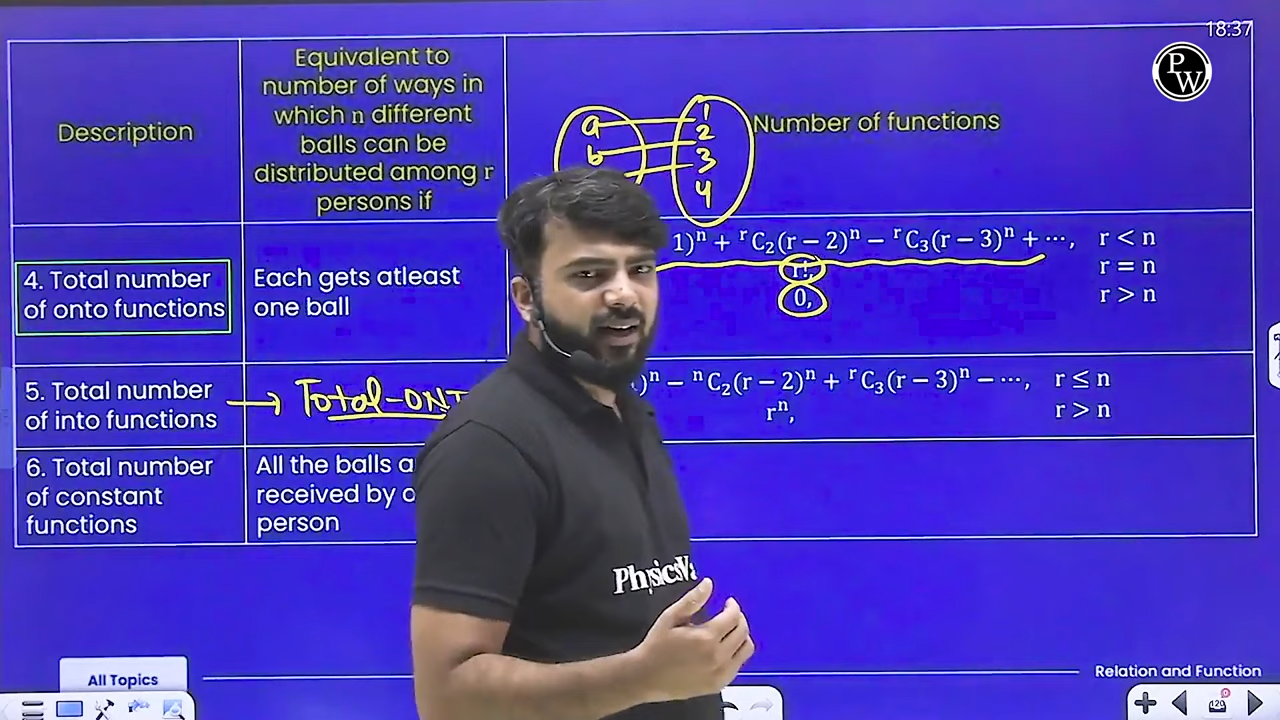 18:37
P
W
Description
Equivalent to
number of ways in
which n different
balls can be
distributed among r
persons if
a
b
1
2
3
4
Number of functions
4. Total number
of onto functions
Each gets atleast
one ball
1)ⁿ + ʳC₂(r – 2)ⁿ – ʳC₃(r – 3)ⁿ + ⋯, r < n
r!, r = n
0, r > n
5. Total number
of into functions
→ Total-ONT
)ⁿ – ⁿC₂(r – 2)ⁿ + ʳC₃(r – 3)ⁿ – ⋯, r ≤ n
rⁿ, r > n
6. Total number
of constant
functions
All the balls a
received by o
person
PhysicsWa
All Topics
Relation and Function
120